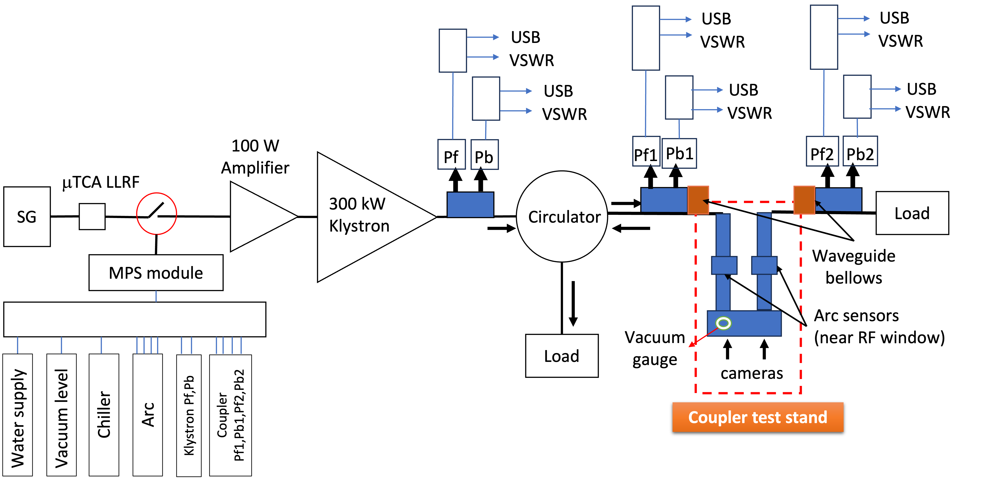 USB
VSWR
USB
VSWR
USB
VSWR
USB
VSWR
USB
VSWR
USB
VSWR
100 W
Amplifier
Pf
Pb
Pf1
Pb1
Pf2
Pb2
µTCA LLRF
SG
300 kW
Klystron
Circulator
Load
MPS module
Waveguide
bellows
Arc sensors
(near RF window)
Vacuum
gauge
Load
cameras
Water supply
Vacuum level
Chiller
Arc
Klystron Pf,Pb
Coupler
Pf1,Pb1,Pf2,Pb2
Coupler test stand